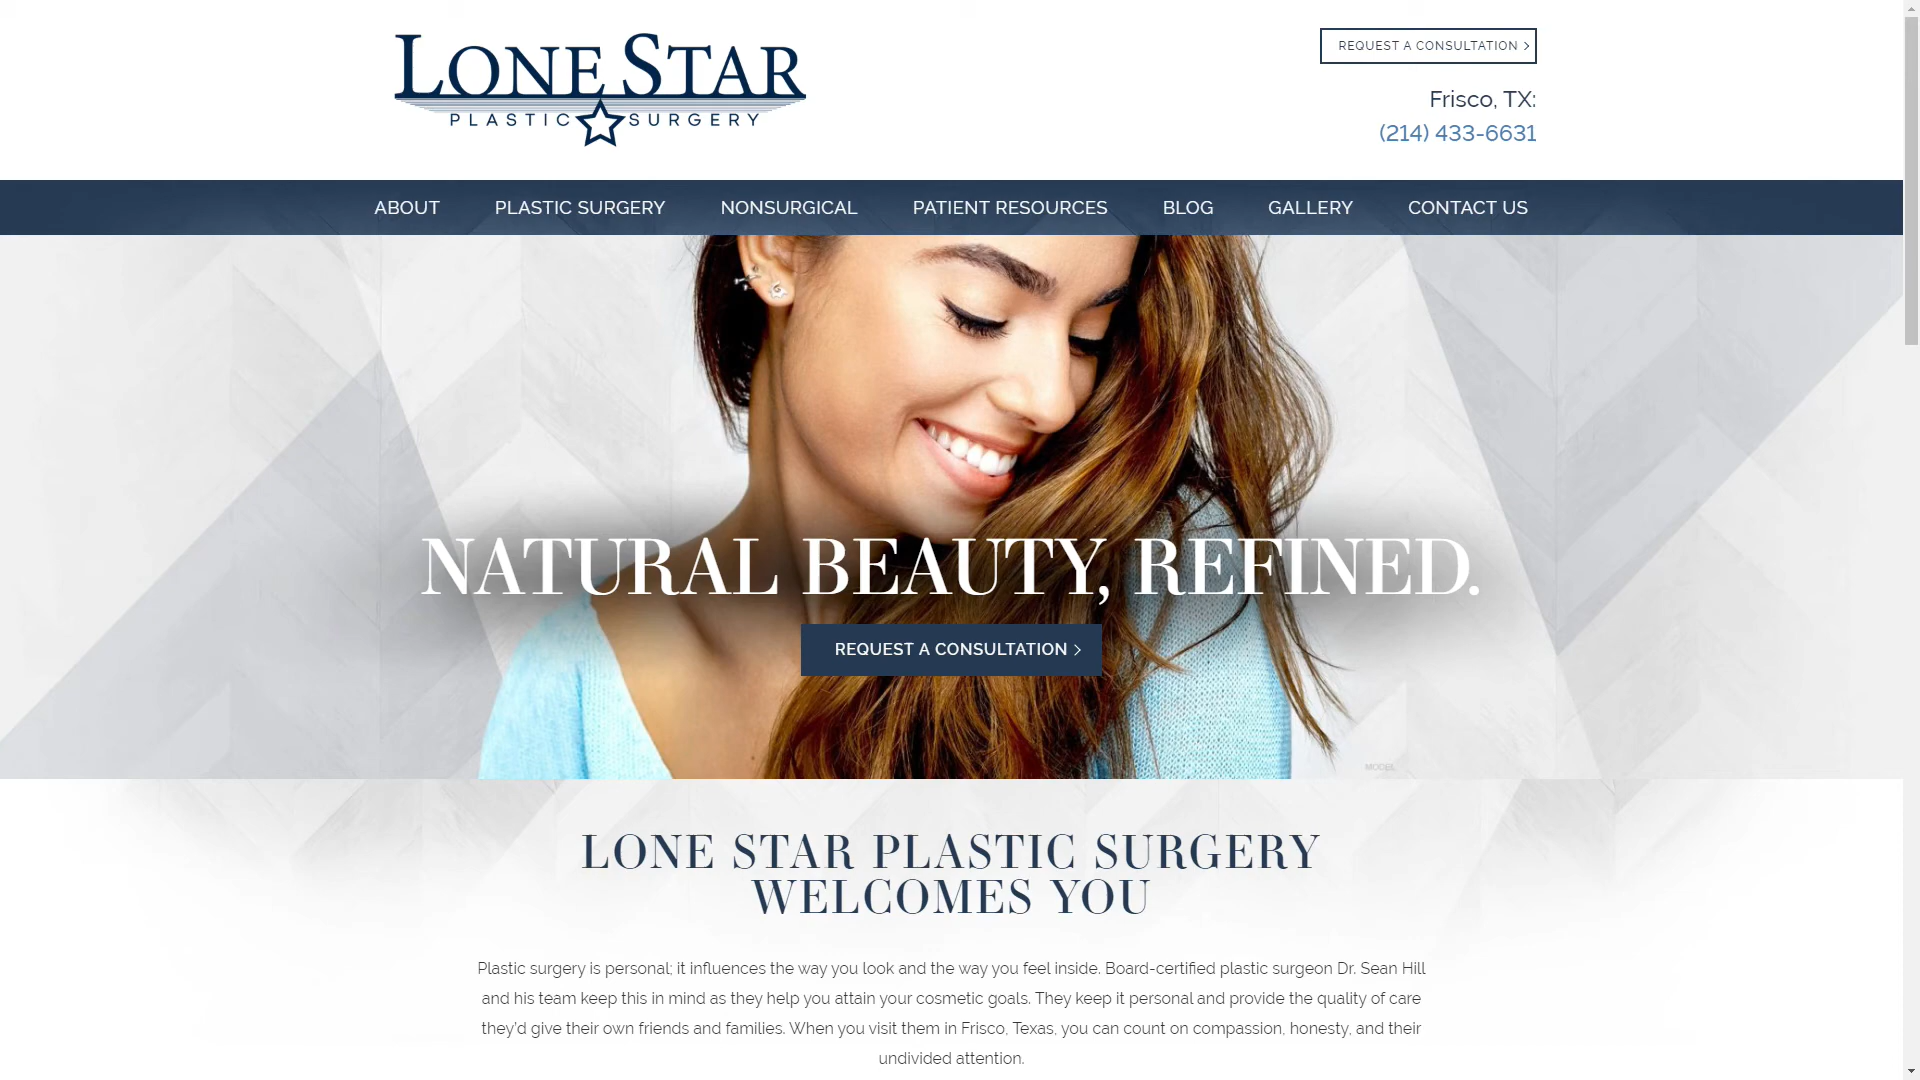 LONE STAR
PLASTIC SURGERY
REQUEST A CONSULTATION
Frisco, TX:
(214) 433-6631
ABOUT PLASTIC SURGERY NONSURGICAL PATIENT RESOURCES BLOG GALLERY CONTACT US
NATURAL BEAUTY, REFINED.
REQUEST A CONSULTATION
MODEL
LONE STAR PLASTIC SURGERY
WELCOMES YOU
Plastic surgery is personal; it influences the way you look and the way you feel inside. Board-certified plastic surgeon Dr. Sean Hill
and his team keep this in mind as they help you attain your cosmetic goals. They keep it personal and provide the quality of care
they’d give their own friends and families. When you visit them in Frisco, Texas, you can count on compassion, honesty, and their
undivided attention.